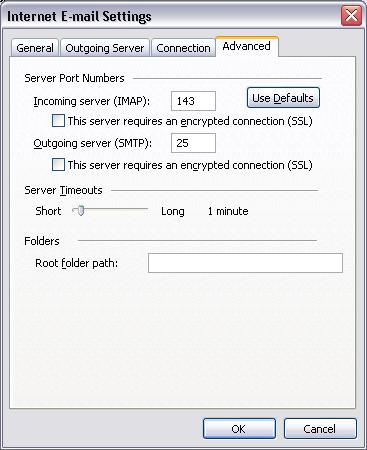 Internet E-mail Settings
General Outgoing Server Connection Advanced
Server Port Numbers
Incoming server (IMAP): 143 Use Defaults
This server requires an encrypted connection (SSL)
Outgoing server (SMTP): 25
This server requires an encrypted connection (SSL)
Server Timeouts
Short Long 1 minute
Folders
Root folder path:
OK Cancel